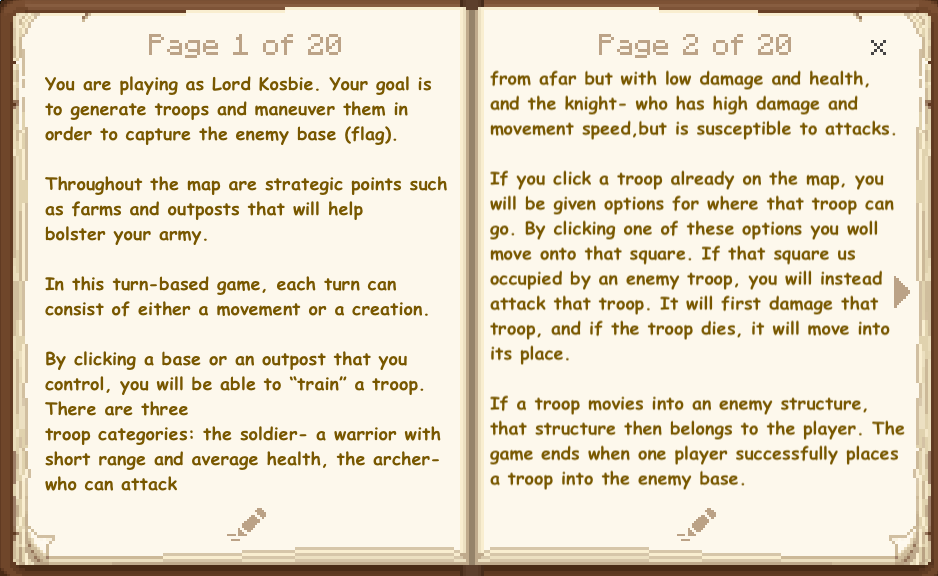 Page 1 of 20
You are playing as Lord Kosbie. Your goal is
to generate troops and maneuver them in
order to capture the enemy base (flag).
Throughout the map are strategic points such
as farms and outposts that will help
bolster your army.
In this turn-based game, each turn can
consist of either a movement or a creation.
By clicking a base or an outpost that you
control, you will be able to “train” a troop.
There are three
troop categories: the soldier- a warrior with
short range and average health, the archer-
who can attack
Page 2 of 20
x
from afar but with low damage and health,
and the knight- who has high damage and
movement speed,but is susceptible to attacks.
If you click a troop already on the map, you
will be given options for where that troop can
go. By clicking one of these options you woll
move onto that square. If that square us
occupied by an enemy troop, you will instead
attack that troop. It will first damage that
troop, and if the troop dies, it will move into
its place.
If a troop movies into an enemy structure,
that structure then belongs to the player. The
game ends when one player successfully places
a troop into the enemy base.